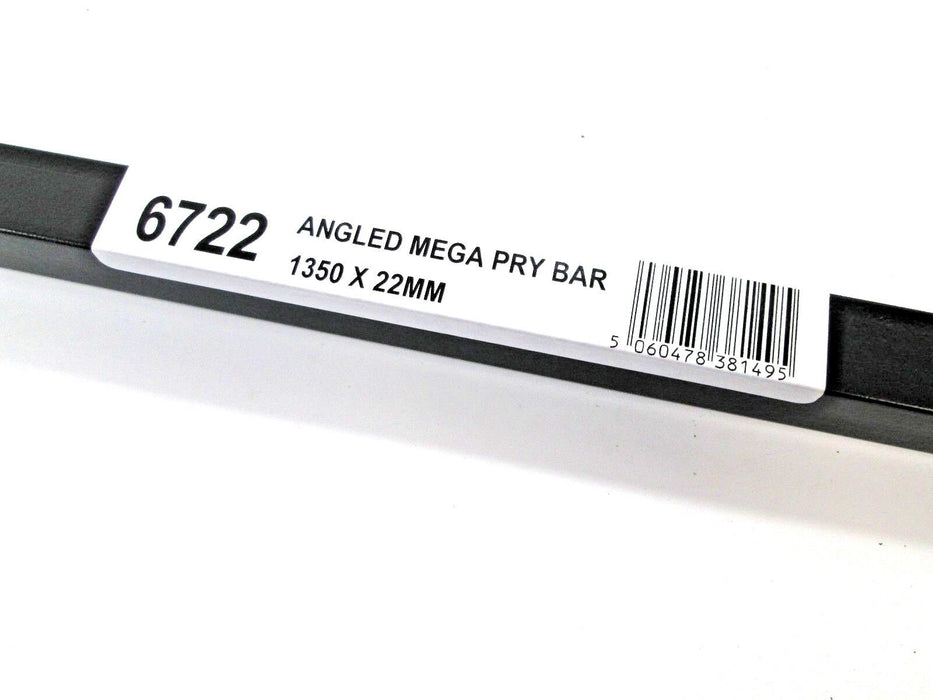 6722
ANGLED MEGA PRY BAR
1350 X 22MM
5 060478 381495